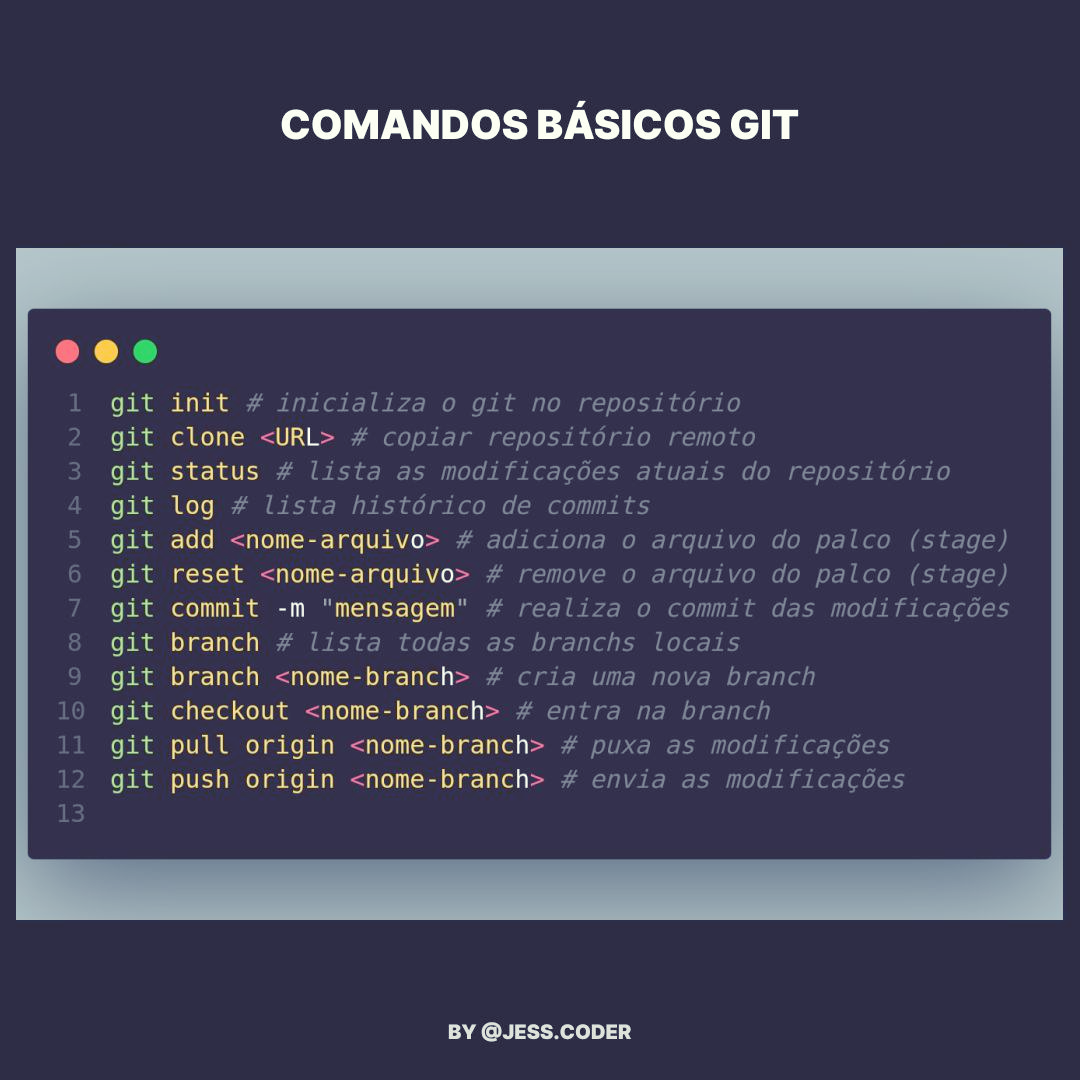 COMANDOS BÁSICOS GIT
1 git init # inicializa o git no repositório
2 git clone <URL> # copiar repositório remoto
3 git status # lista as modificações atuais do repositório
4 git log # lista histórico de commits
5 git add <nome-arquivo> # adiciona o arquivo do palco (stage)
6 git reset <nome-arquivo> # remove o arquivo do palco (stage)
7 git commit -m "mensagem" # realiza o commit das modificações
8 git branch # lista todas as branchs locais
9 git branch <nome-branch> # cria uma nova branch
10 git checkout <nome-branch> # entra na branch
11 git pull origin <nome-branch> # puxa as modificações
12 git push origin <nome-branch> # envia as modificações
13
BY @JESS.CODER